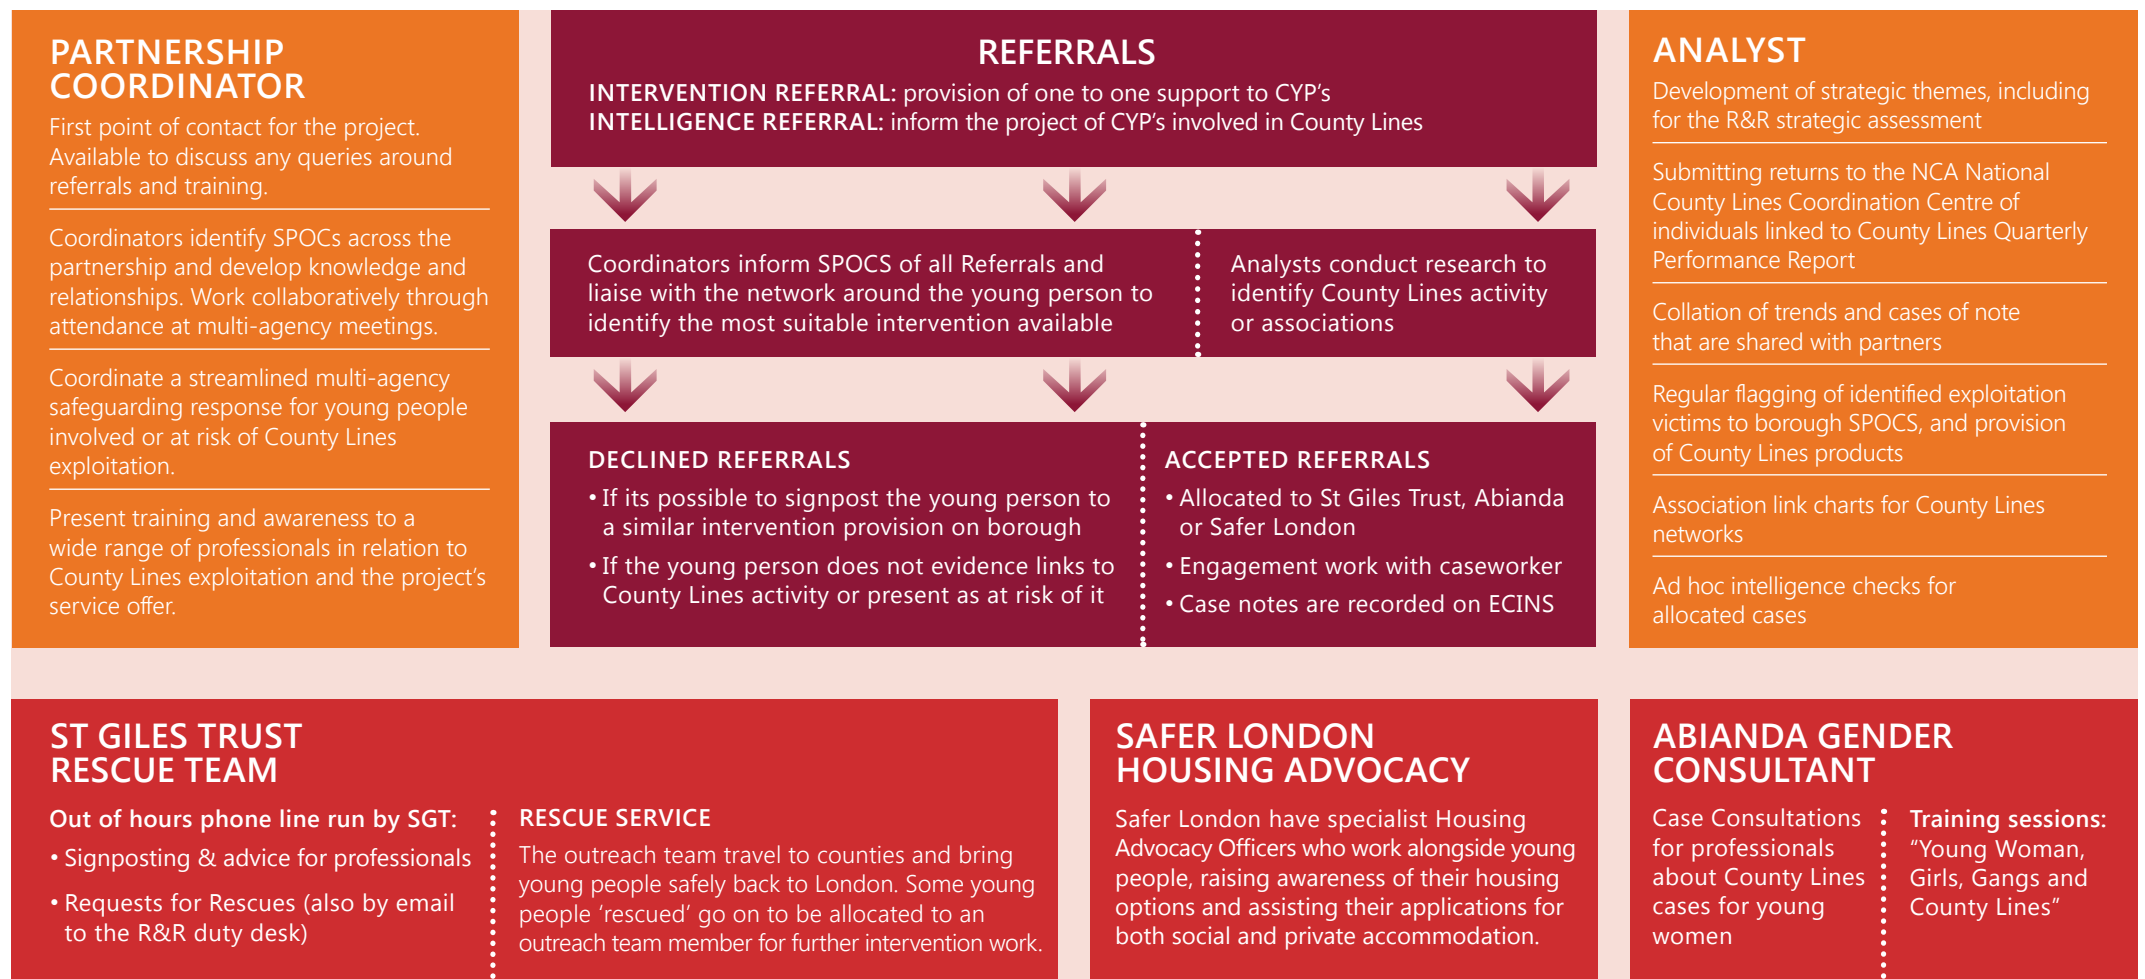 PARTNERSHIP
COORDINATOR
First point of contact for the project.
Available to discuss any queries around
referrals and training.
Coordinators identify SPOCs across the
partnership and develop knowledge and
relationships. Work collaboratively through
attendance at multi-agency meetings.
Coordinate a streamlined multi-agency
safeguarding response for young people
involved or at risk of County Lines
exploitation.
Present training and awareness to a
wide range of professionals in relation to
County Lines exploitation and the project's
service offer.
REFERRALS
INTERVENTION REFERRAL: provision of one to one support to CYP's
INTELLIGENCE REFERRAL: inform the project of CYP's involved in County Lines
Coordinators inform SPOCS of all Referrals and
liaise with the network around the young person to
identify the most suitable intervention available
Analysts conduct research to
identify County Lines activity
or associations
DECLINED REFERRALS
• If its possible to signpost the young person to
a similar intervention provision on borough
• If the young person does not evidence links to
County Lines activity or present as at risk of it
ACCEPTED REFERRALS
• Allocated to St Giles Trust, Abianda
or Safer London
• Engagement work with caseworker
• Case notes are recorded on ECINS
ANALYST
Development of strategic themes, including
for the R&R strategic assessment
Submitting returns to the NCA National
County Lines Coordination Centre of
individuals linked to County Lines Quarterly
Performance Report
Collation of trends and cases of note
that are shared with partners
Regular flagging of identified exploitation
victims to borough SPOCS, and provision
of County Lines products
Association link charts for County Lines
networks
Ad hoc intelligence checks for
allocated cases
ST GILES TRUST
RESCUE TEAM
Out of hours phone line run by SGT:
• Signposting & advice for professionals
• Requests for Rescues (also by email
to the R&R duty desk)
RESCUE SERVICE
The outreach team travel to counties and bring
young people safely back to London. Some young
people ‘rescued’ go on to be allocated to an
outreach team member for further intervention work.
SAFER LONDON
HOUSING ADVOCACY
Safer London have specialist Housing
Advocacy Officers who work alongside young
people, raising awareness of their housing
options and assisting their applications for
both social and private accommodation.
ABIANDA GENDER
CONSULTANT
Case Consultations
for professionals
about County Lines
cases for young
women
Training sessions:
“Young Woman,
Girls, Gangs and
County Lines”